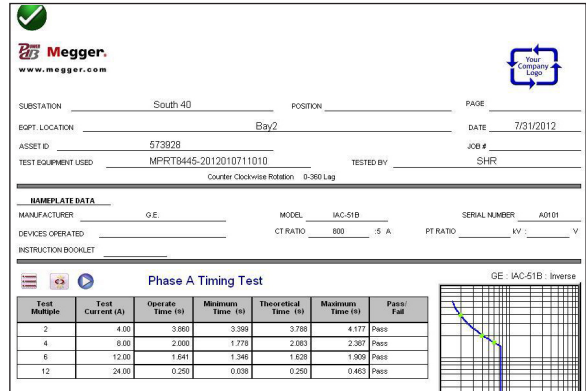 POWER DB Megger.
www.megger.com
Your Company Logo
SUBSTATION South 40 POSITION PAGE
EQPT. LOCATION Bay2 DATE 7/31/2012
ASSET ID 573928 JOB #
TEST EQUIPMENT USED MPRT8445-2012010711010 TESTED BY SHR
Counter Clockwise Rotation 0-360 Lag
NAMEPLATE DATA
MANUFACTURER G.E. MODEL IAC-51B SERIAL NUMBER A0101
DEVICES OPERATED CT RATIO 800 :5 A PT RATIO kV : V
INSTRUCTION BOOKLET
Phase A Timing Test GE : IAC-51B : Inverse
Test Multiple Test Current (A) Operate Time (s) Minimum Time (s) Theoretical Time (s) Maximum Time (s) Pass/ Fail
2 4.00 3.860 3.399 3.788 4.177 Pass
4 8.00 2.000 1.778 2.083 2.387 Pass
6 12.00 1.641 1.346 1.628 1.909 Pass
12 24.00 0.250 0.038 0.250 0.463 Pass